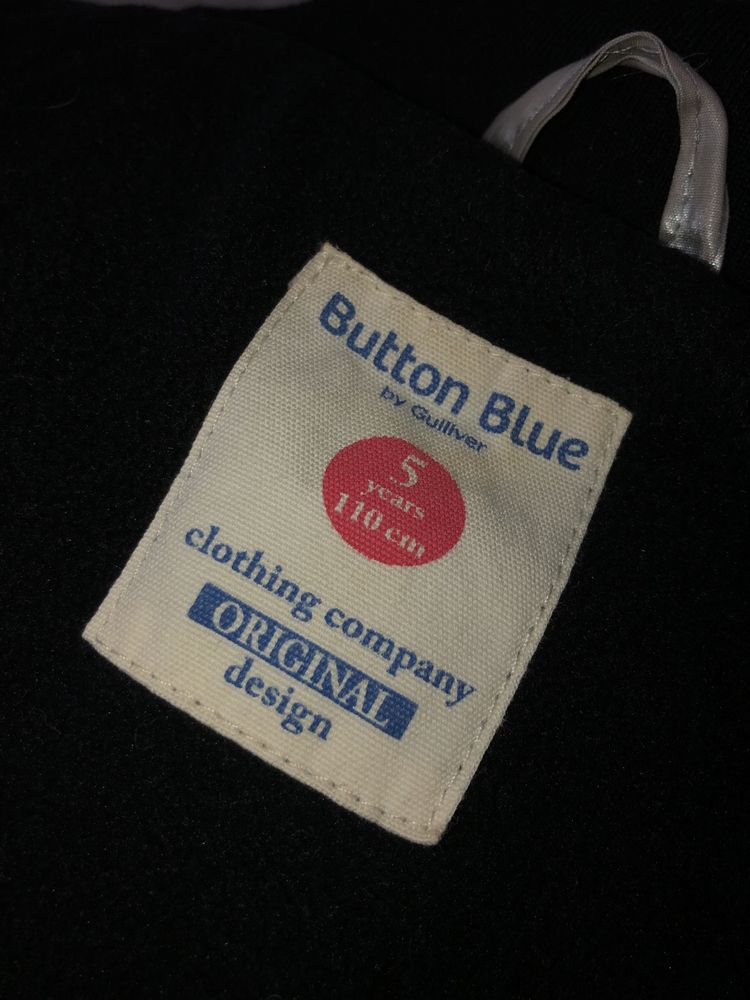 Button Blue
by Gulliver
5
years
110 cm
clothing company
ORIGINAL
design